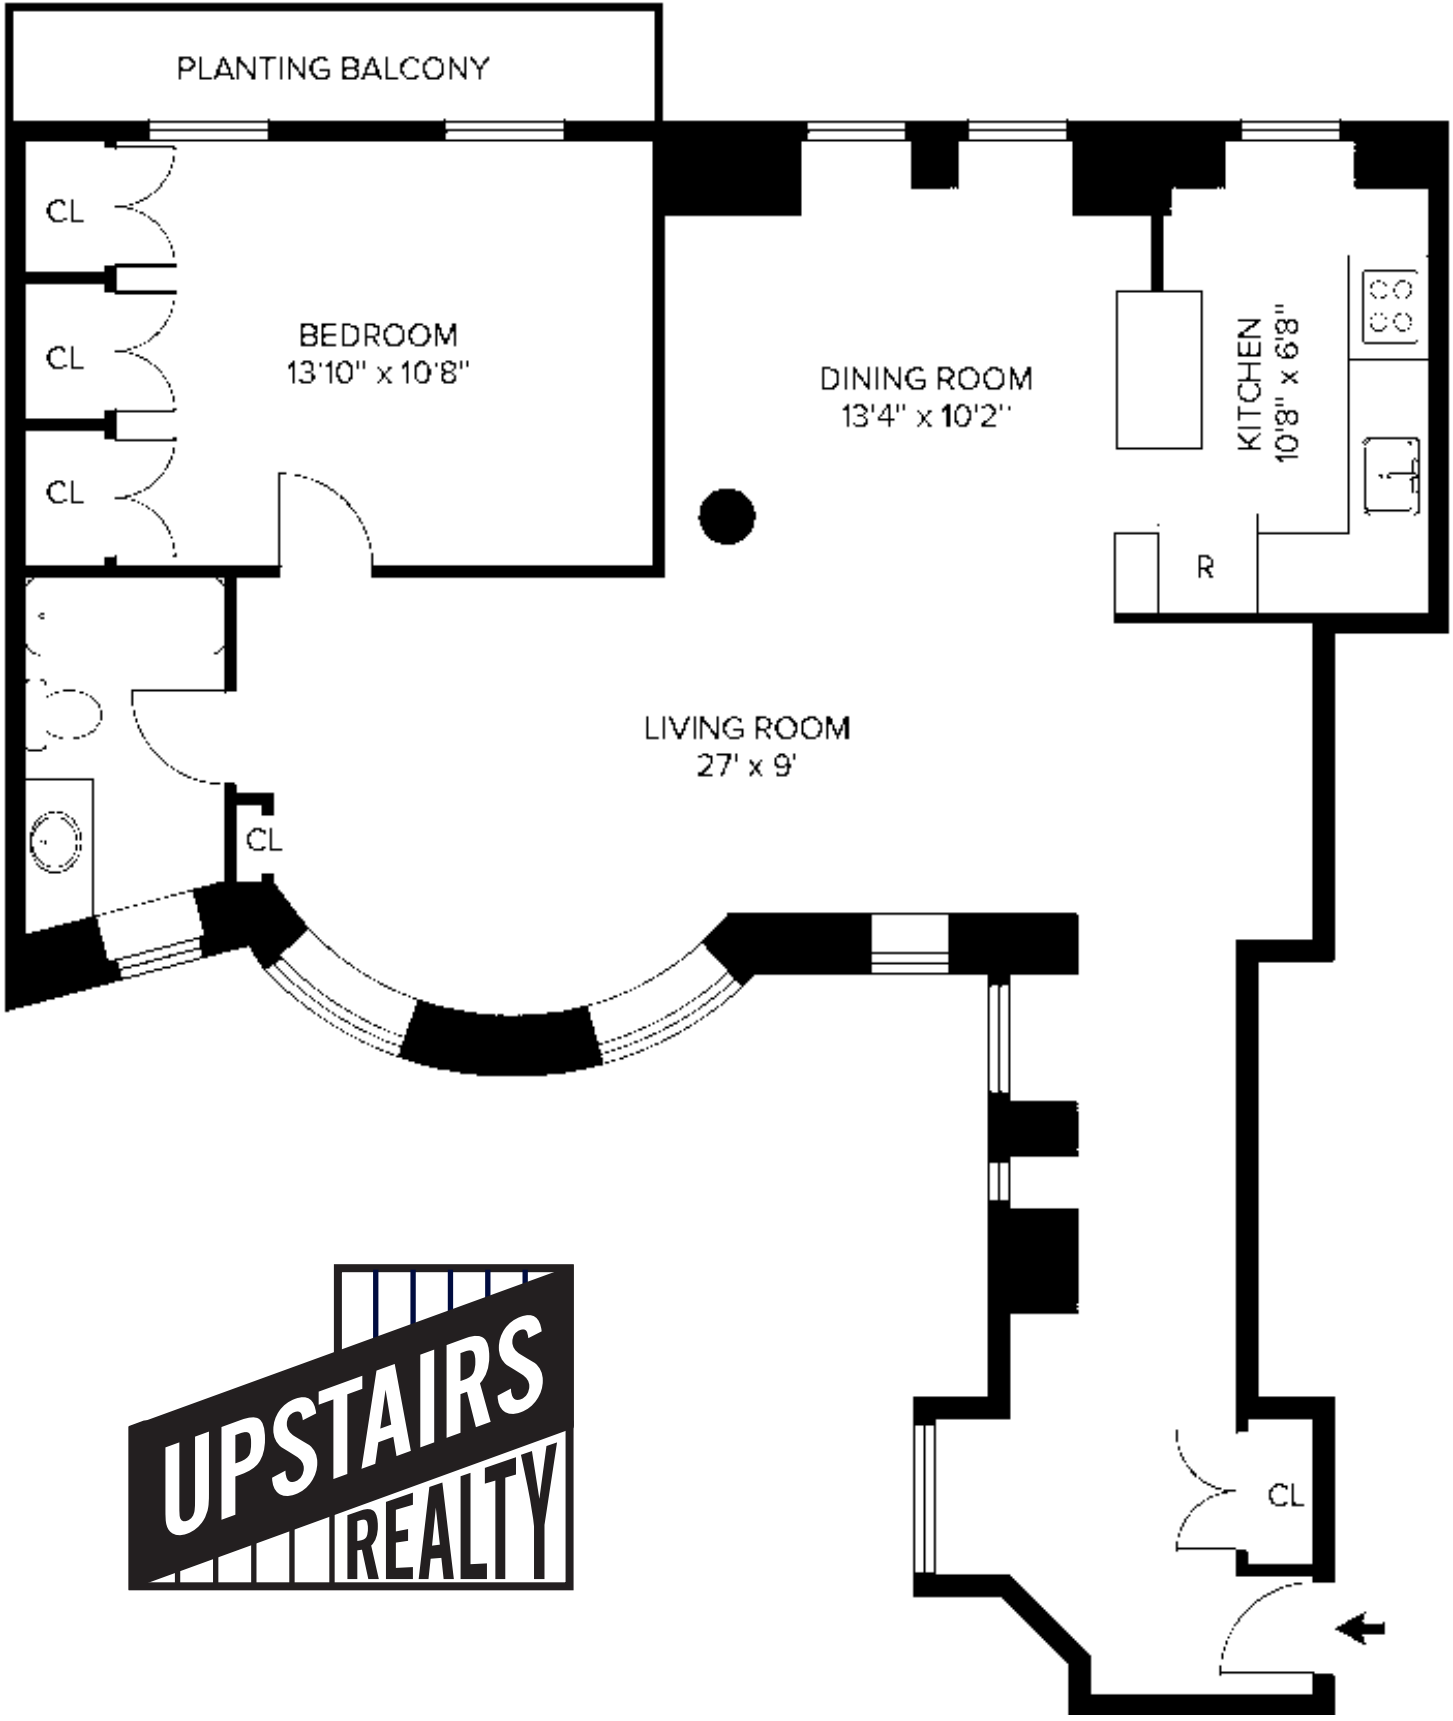 PLANTING BALCONY
CL
BEDROOM
13'10" x 10'8"
CL
CL
DINING ROOM
13'4" x 10'2"
KITCHEN
10'8" x 6'8"
R
LIVING ROOM
27' x 9'
CL
UPSTAIRS
REALTY
CL